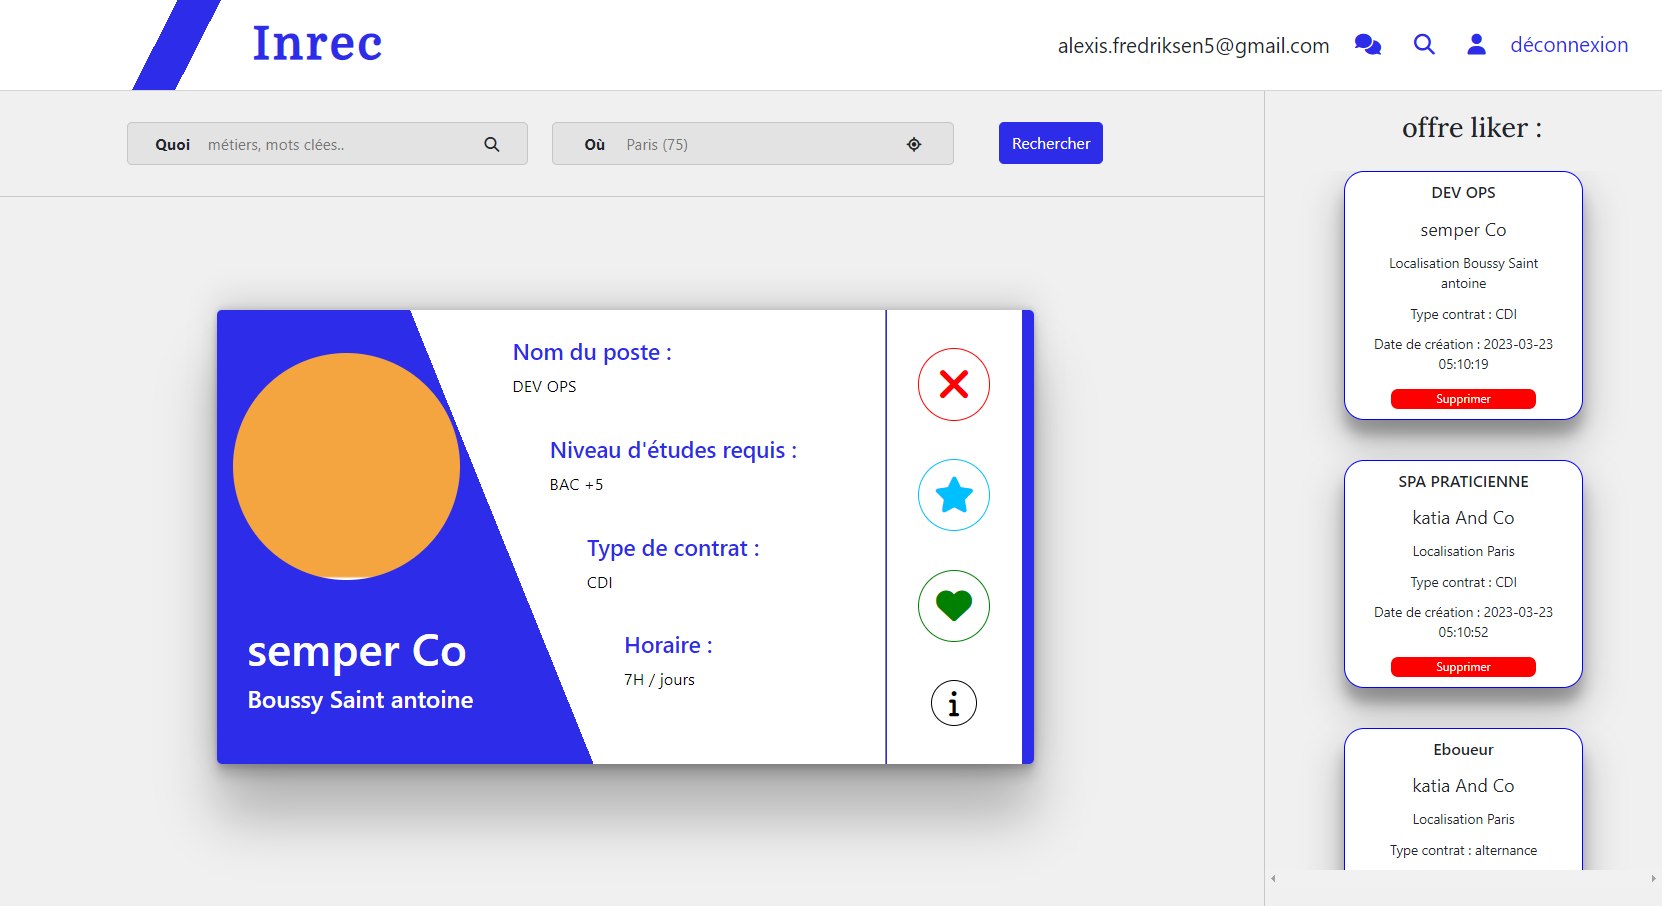 Inrec
alexis.fredriksen5@gmail.com
déconnexion
Quoi métiers, mots clées..
Où Paris (75)
Rechercher
semper Co
Boussy Saint antoine
Nom du poste :
DEV OPS
Niveau d'études requis :
BAC +5
Type de contrat :
CDI
Horaire :
7H / jours
offre liker :
DEV OPS
semper Co
Localisation Boussy Saint
antoine
Type contrat : CDI
Date de création : 2023-03-23
05:10:19
Supprimer
SPA PRATICIENNE
katia And Co
Localisation Paris
Type contrat : CDI
Date de création : 2023-03-23
05:10:52
Supprimer
Eboueur
katia And Co
Localisation Paris
Type contrat : alternance